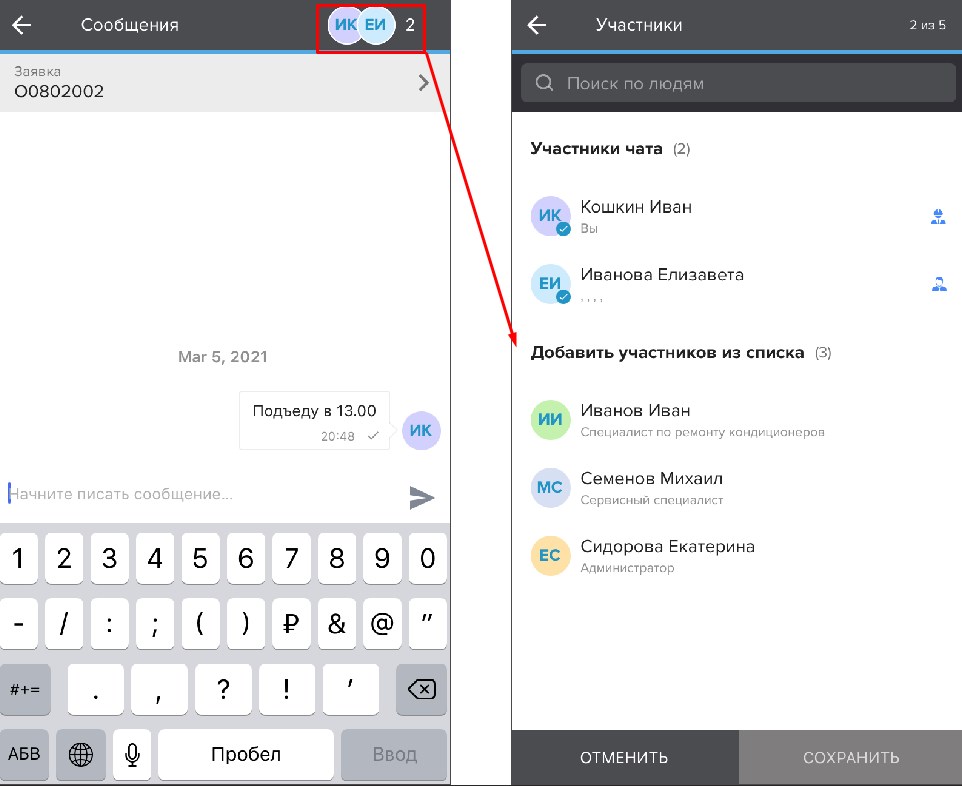 Сообщения
ИК ЕИ 2
Заявка
O0802002
Mar 5, 2021
Подъеду в 13.00
20:48
ИК
Начните писать сообщение...
1 2 3 4 5 6 7 8 9 0
- / : ; ( ) ₽ & @ "
#+= . , ? ! '
АБВ Пробел Ввод
Участники
2 из 5
Поиск по людям
Участники чата (2)
ИК Кошкин Иван
Вы
ЕИ Иванова Елизавета
, , , ,
Добавить участников из списка (3)
ИИ Иванов Иван
Специалист по ремонту кондиционеров
МС Семенов Михаил
Сервисный специалист
ЕС Сидорова Екатерина
Администратор
ОТМЕНИТЬ СОХРАНИТЬ